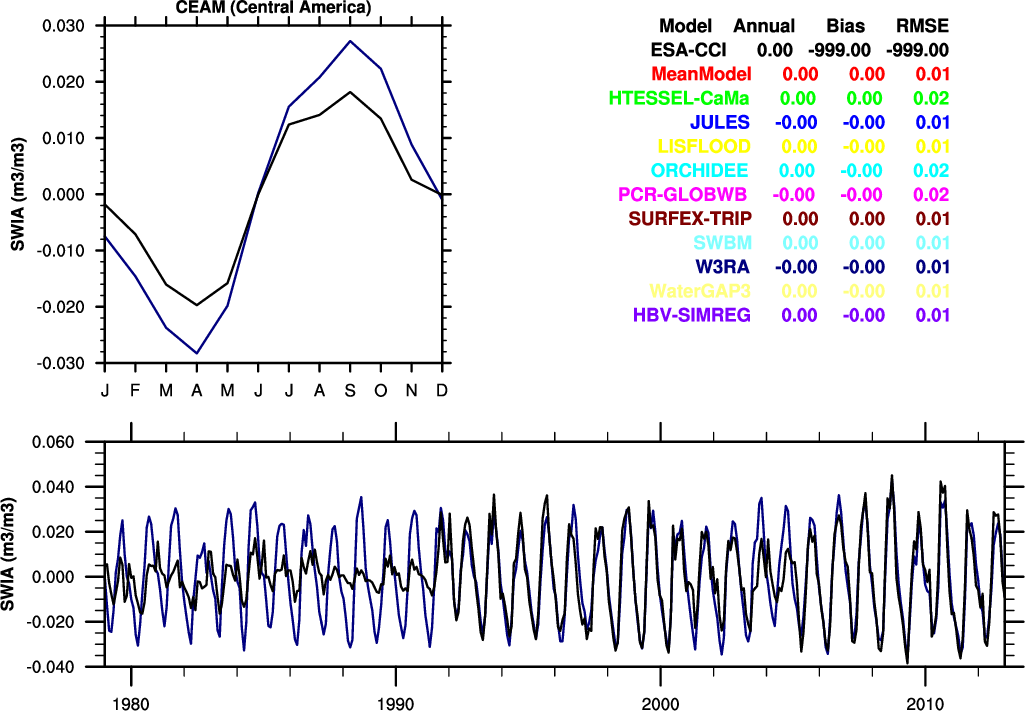 CEAM (Central America)
0.030
0.020
0.010
0.000
-0.010
-0.020
-0.030
SWIA (m3/m3)
J F M A M J J A S O N D
Model Annual Bias RMSE
ESA-CCI 0.00 -999.00 -999.00
MeanModel 0.00 0.00 0.01
HTESSEL-CaMa 0.00 0.00 0.02
JULES -0.00 -0.00 0.01
LISFLOOD 0.00 -0.00 0.01
ORCHIDEE 0.00 -0.00 0.02
PCR-GLOBWB -0.00 -0.00 0.02
SURFEX-TRIP 0.00 0.00 0.01
SWBM 0.00 0.00 0.01
W3RA -0.00 -0.00 0.01
WaterGAP3 0.00 -0.00 0.01
HBV-SIMREG 0.00 -0.00 0.01
0.060
0.040
0.020
0.000
-0.020
-0.040
SWIA (m3/m3)
1980 1990 2000 2010